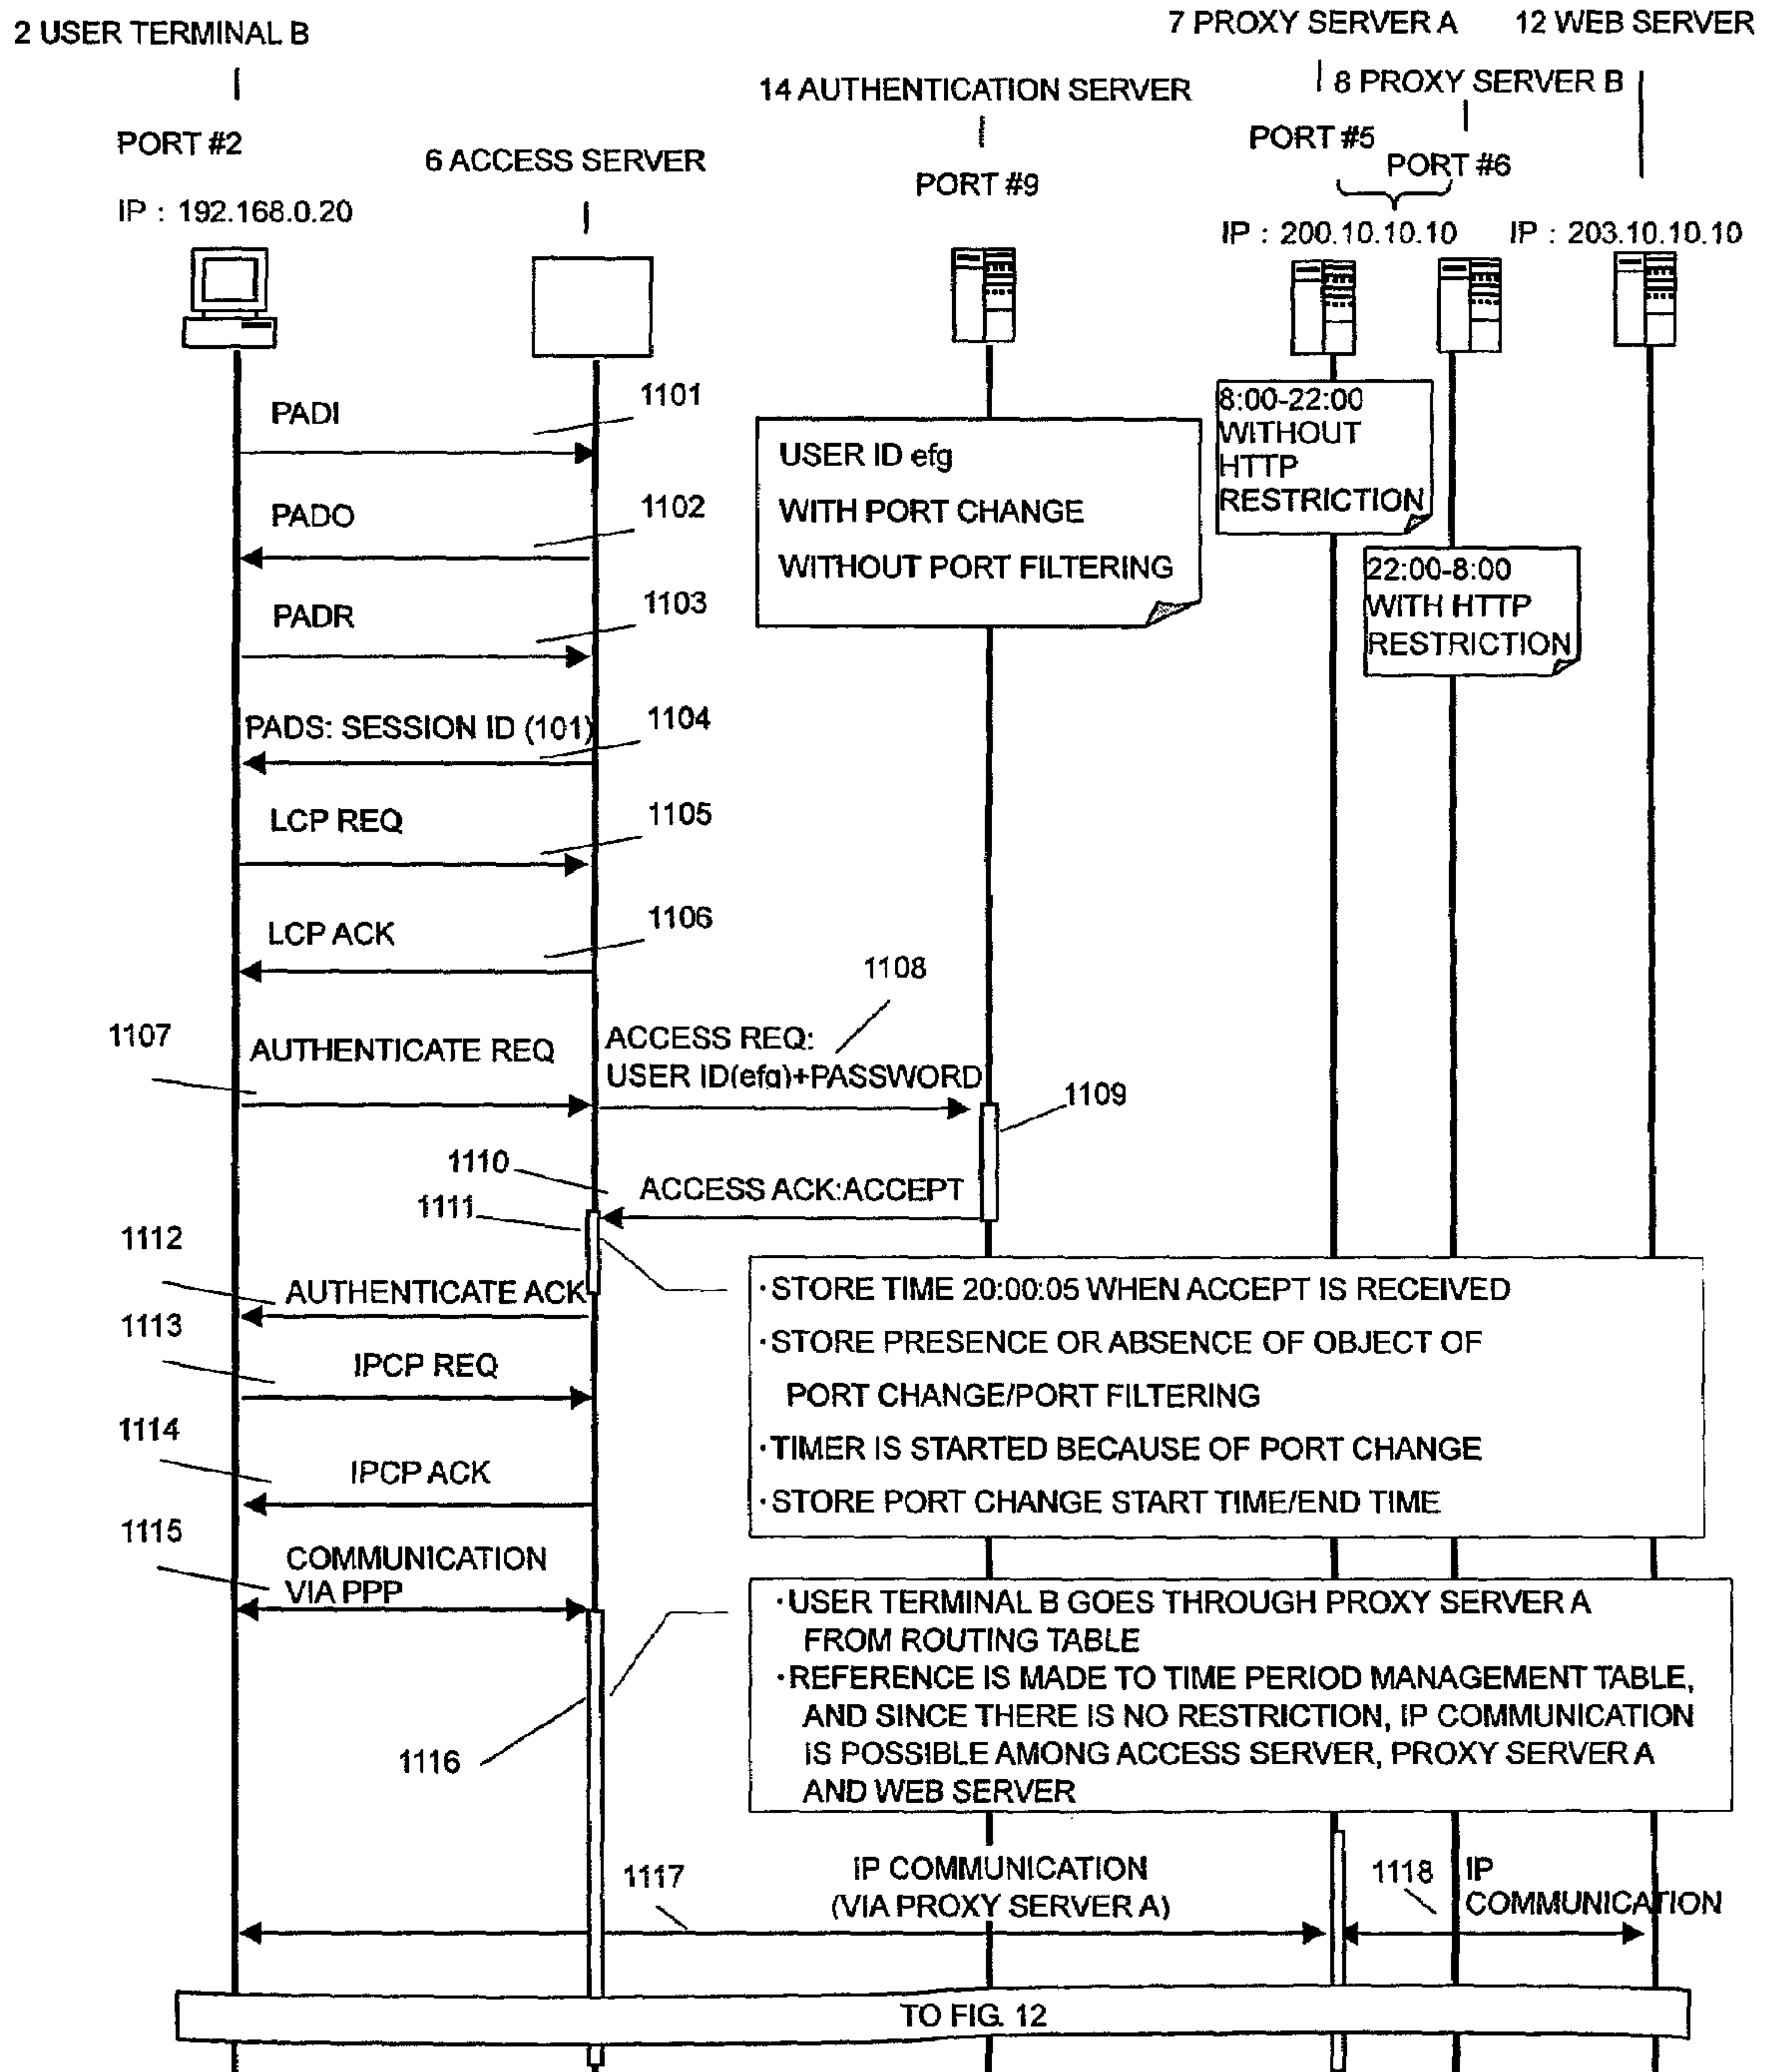 2 USER TERMINAL B
7 PROXY SERVER A
12 WEB SERVER
8 PROXY SERVER B
14 AUTHENTICATION SERVER
PORT #2
6 ACCESS SERVER
PORT #5
PORT #6
PORT #9
IP : 192.168.0.20
IP : 200.10.10.10
IP : 203.10.10.10
PADI
1101
USER ID efg
WITH PORT CHANGE
WITHOUT PORT FILTERING
8:00-22:00
WITHOUT
HTTP
RESTRICTION
22:00-8:00
WITH HTTP
RESTRICTION
PADO
1102
PADR
1103
PADS: SESSION ID (101)
1104
LCP REQ
1105
LCP ACK
1106
1107
AUTHENTICATE REQ
1108
ACCESS REQ:
USER ID(efg)+PASSWORD
1109
1110
ACCESS ACK:ACCEPT
1111
1112
AUTHENTICATE ACK
·STORE TIME 20:00:05 WHEN ACCEPT IS RECEIVED
·STORE PRESENCE OR ABSENCE OF OBJECT OF
PORT CHANGE/PORT FILTERING
·TIMER IS STARTED BECAUSE OF PORT CHANGE
·STORE PORT CHANGE START TIME/END TIME
1113
IPCP REQ
1114
IPCP ACK
1115
COMMUNICATION
VIA PPP
·USER TERMINAL B GOES THROUGH PROXY SERVER A
FROM ROUTING TABLE
·REFERENCE IS MADE TO TIME PERIOD MANAGEMENT TABLE,
AND SINCE THERE IS NO RESTRICTION, IP COMMUNICATION
IS POSSIBLE AMONG ACCESS SERVER, PROXY SERVER A
AND WEB SERVER
1116
1117
IP COMMUNICATION
(VIA PROXY SERVER A)
1118
IP
COMMUNICATION
TO FIG. 12